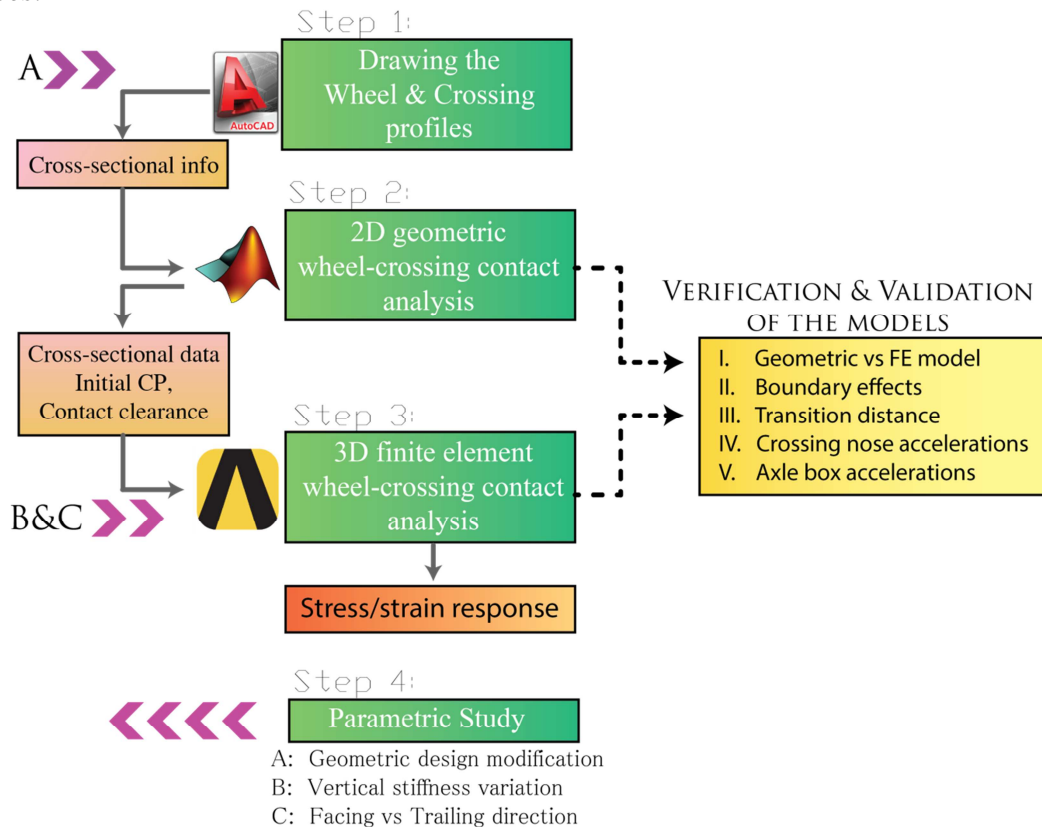 Step 1:
A
Drawing the
Wheel & Crossing
profiles
A
AutoCAD
Cross-sectional info
Step 2:
2D geometric
wheel-crossing contact
analysis
VERIFICATION & VALIDATION
OF THE MODELS
I. Geometric vs FE model
II. Boundary effects
III. Transition distance
IV. Crossing nose accelerations
V. Axle box accelerations
Cross-sectional data
Initial CP,
Contact clearance
Step 3:
3D finite element
wheel-crossing contact
analysis
B&C
Stress/strain response
Step 4:
Parametric Study
A: Geometric design modification
B: Vertical stiffness variation
C: Facing vs Trailing direction